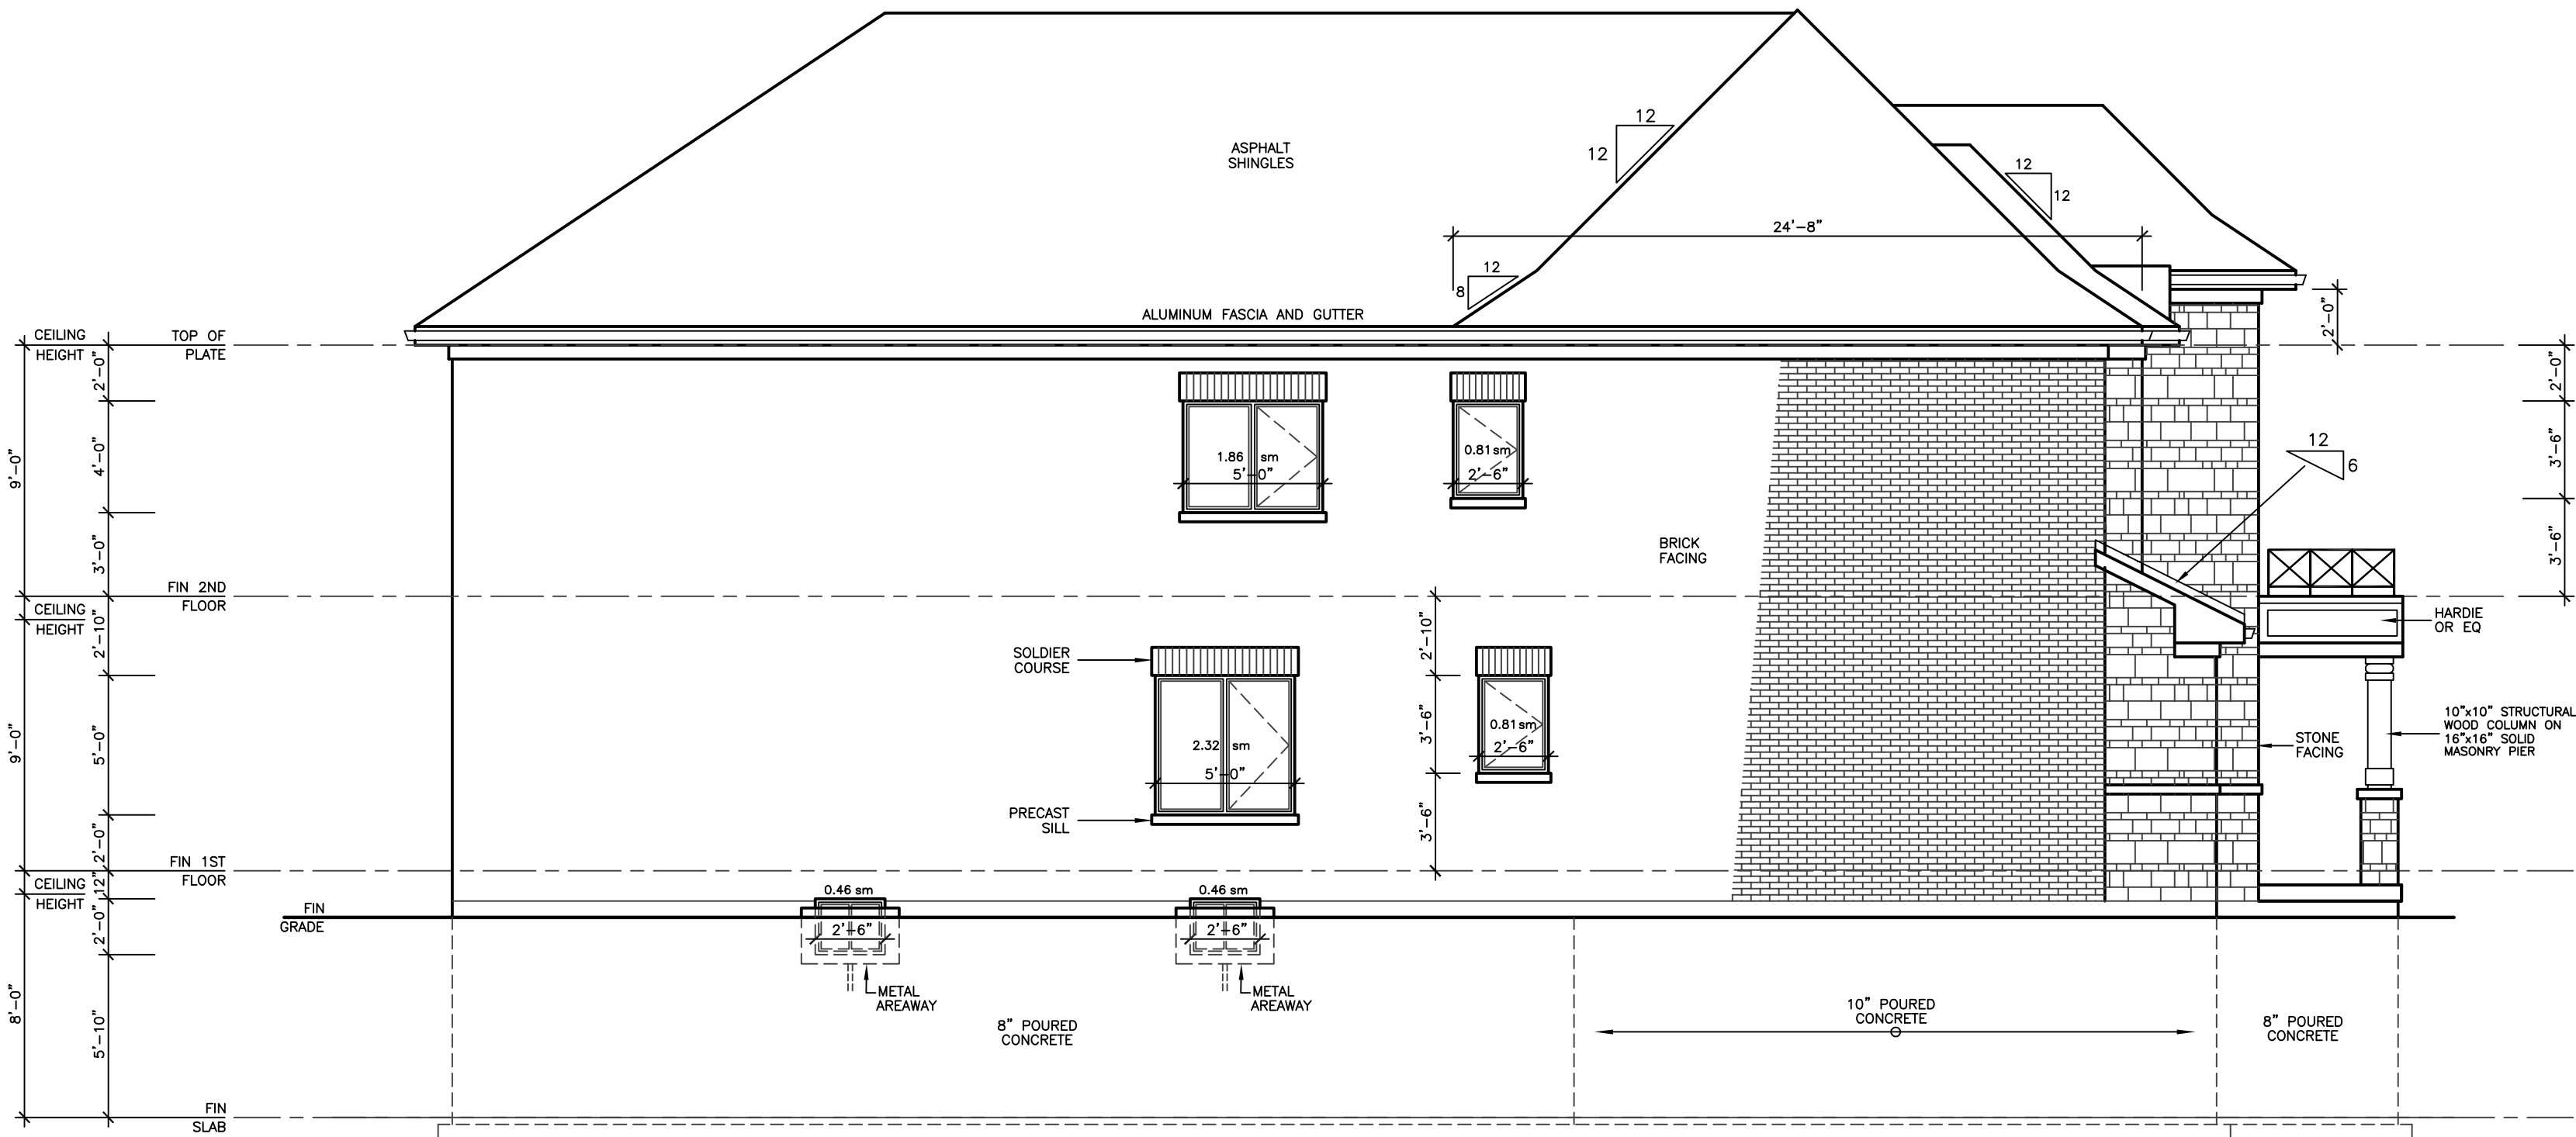 12
12
ASPHALT
SHINGLES
12
12
24'-8"
12
8
ALUMINUM FASCIA AND GUTTER
2'-0"
CEILING
HEIGHT
TOP OF
PLATE
2'-0"
2'-0"
4'-0"
9'-0"
1.86 sm
5'-0"
0.81sm
2'-6"
12
6
3'-6"
3'-0"
BRICK
FACING
3'-6"
FIN 2ND
FLOOR
CEILING
HEIGHT
2'-10"
2'-10"
HARDIE
OR EQ
SOLDIER
COURSE
9'-0"
5'-0"
2.32 sm
5'-0"
3'-6"
0.81sm
2'-6"
STONE
FACING
10"x10" STRUCTURAL
WOOD COLUMN ON
16"x16" SOLID
MASONRY PIER
PRECAST
SILL
2'-0"
3'-6"
FIN 1ST
FLOOR
CEILING
HEIGHT
12"
0.46 sm
0.46 sm
FIN
GRADE
2'-0"
2'-6"
2'-6"
METAL
AREAWAY
METAL
AREAWAY
8'-0"
5'-10"
8" POURED
CONCRETE
10" POURED
CONCRETE
8" POURED
CONCRETE
FIN
SLAB